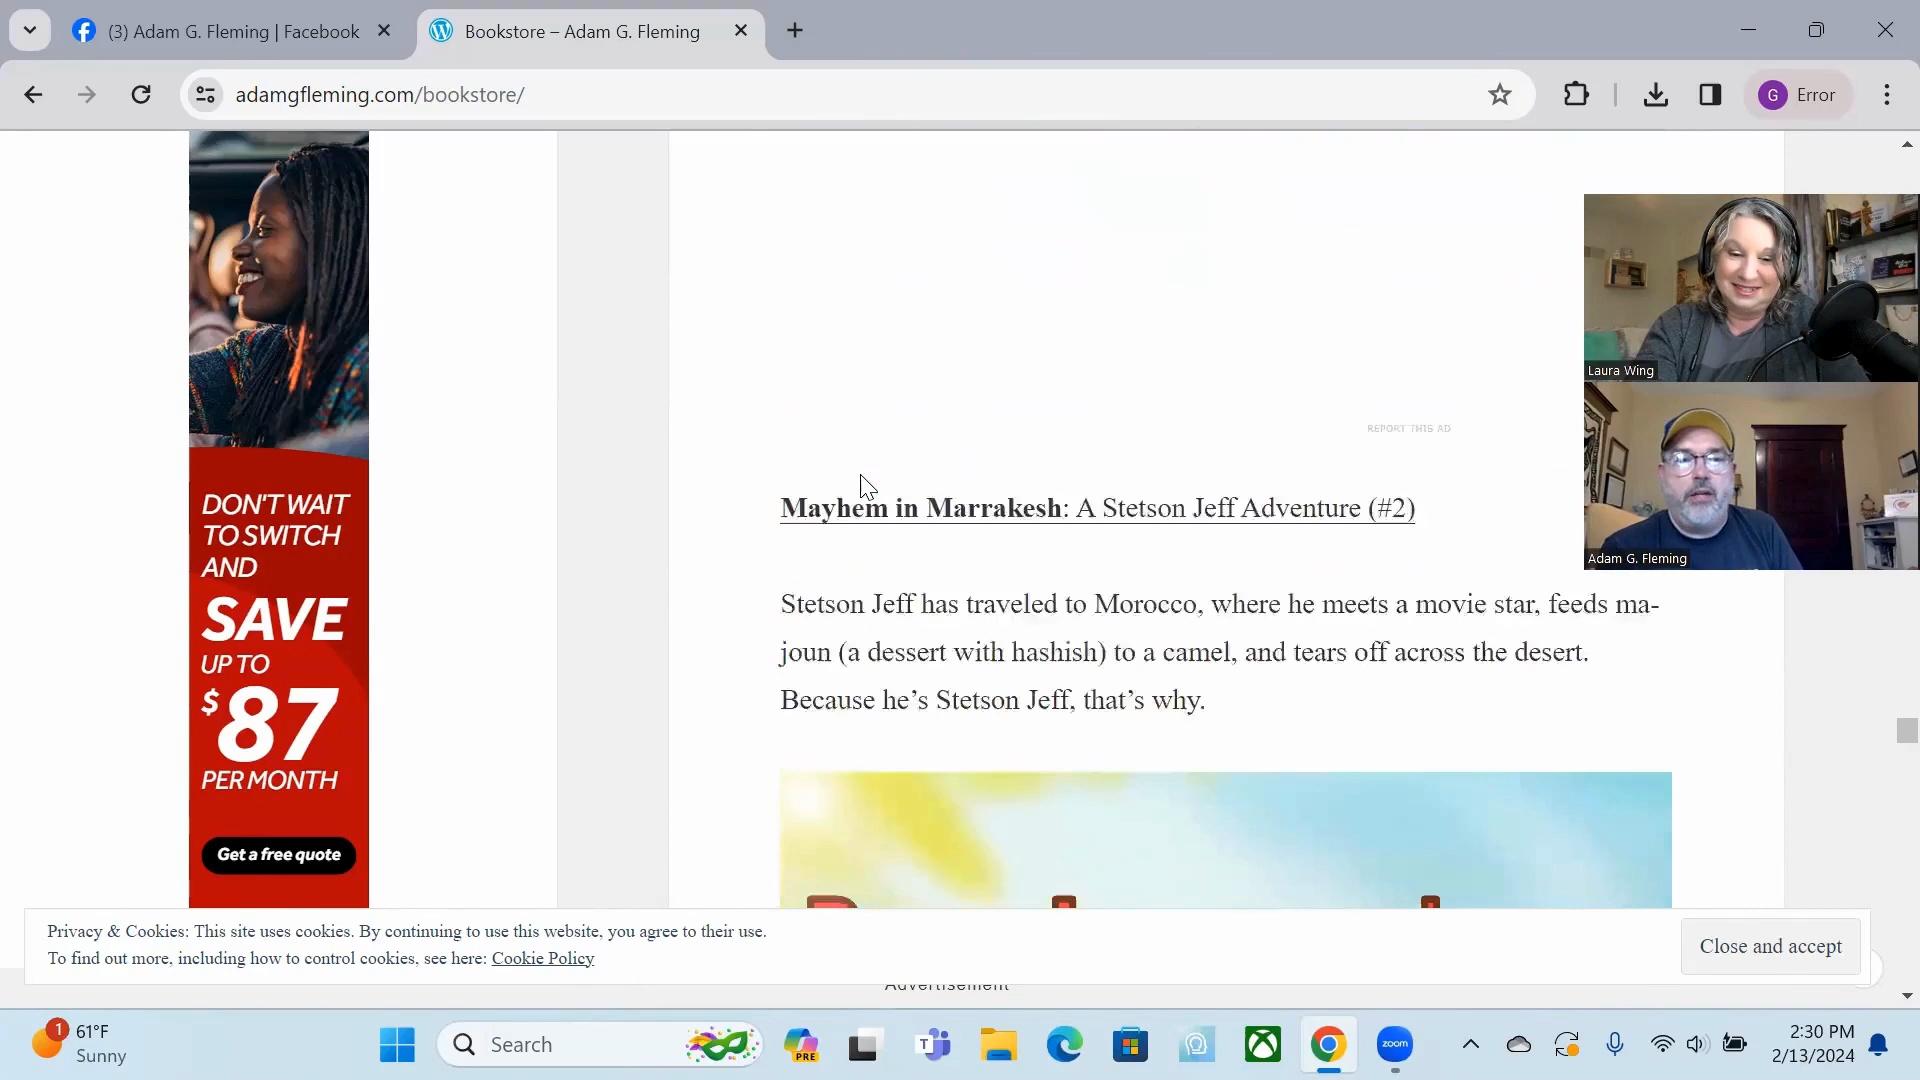 (3) Adam G. Fleming | Facebook
Bookstore – Adam G. Fleming
adamgfleming.com/bookstore/
G Error
DON'T WAIT
TO SWITCH
AND
SAVE
UP TO
$87
PER MONTH
Get a free quote
REPORT THIS AD
Mayhem in Marrakesh: A Stetson Jeff Adventure (#2)
Stetson Jeff has traveled to Morocco, where he meets a movie star, feeds ma-
joun (a dessert with hashish) to a camel, and tears off across the desert.
Because he’s Stetson Jeff, that’s why.
Laura Wing
Adam G. Fleming
Privacy & Cookies: This site uses cookies. By continuing to use this website, you agree to their use.
To find out more, including how to control cookies, see here: Cookie Policy
Close and accept
Advertisement
1
61°F
Sunny
Search
PRE
T
zoom
2:30 PM
2/13/2024